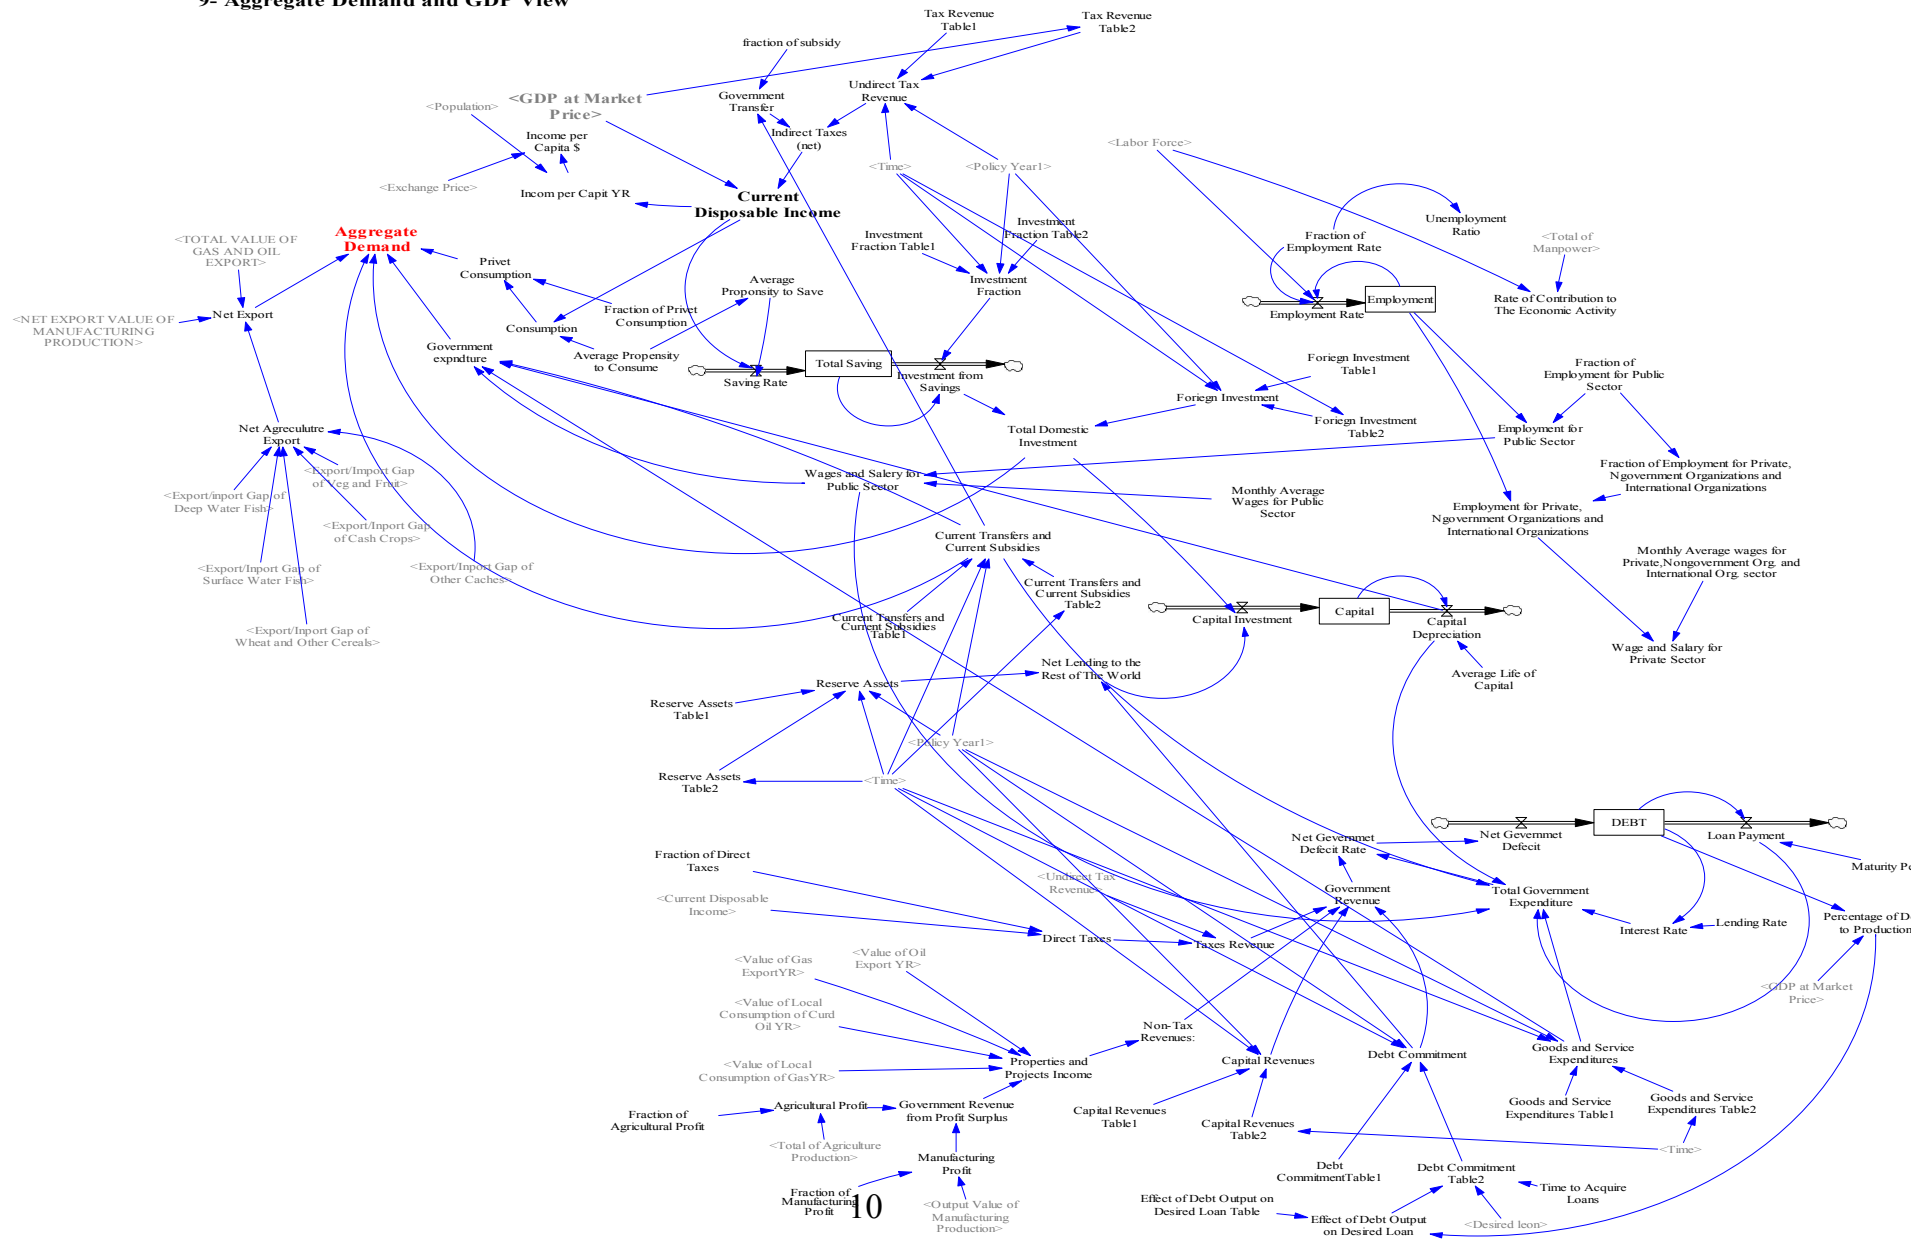 9- Aggregate Demand and GDP View
Tax Revenue
Table1
Tax Revenue
Table2
fraction of subsidy
<GDP at Market
Price>
<Population>
Government
Transfer
Undirect Tax
Revenue
Income per
Capita $
Indirect Taxes
(net)
<Labor Force>
<Time>
<Policy Year1>
<Exchange Price>
Incom per Capit YR
Current
Disposable Income
Unemployment
Ratio
Aggregate
Demand
<TOTAL VALUE OF
GAS AND OIL
EXPORT>
Investment
Fraction Table1
Investment
Fraction Table2
Fraction of
Employment Rate
<Total of
Manpower>
Privet
Consumption
Average
Proponsity to Save
Investment
Fraction
Employment
Employment Rate
Rate of Contribution to
The Economic Activity
Net Export
<NET EXPORT VALUE OF
MANUFACTURING
PRODUCTION>
Fraction of Privet
Consumption
Consumption
Government
expndture
Average Propensity
to Consume
Total Saving
Saving Rate
Investment from
Savings
Foriegn Investment
Table1
Fraction of
Employment for Public
Sector
Foriegn Investment
Foriegn Investment
Table2
Net Agreculutre
Export
Total Domestic
Investment
Employment for
Public Sector
<Export/Import Gap
of Veg and Fruit>
Wages and Salery for
Public Sector
Fraction of Employment for Private,
Ngovernment Organizations and
International Organizations
<Export/inport Gap of
Deep Water Fish>
Monthly Average
Wages for Public
Sector
Employment for Private,
Ngovernment Organizations and
International Organizations
<Export/Inport Gap
of Cash Crops>
Current Transfers and
Current Subsidies
Monthly Average wages for
Private,Nongovernment Org. and
International Org. sector
<Export/Inport Gap of
Surface Water Fish>
<Export/Inport Gap of
Other Caches>
Current Transfers and
Current Subsidies
Table2
Capital
Capital Investment
Capital
Depreciation
Current Tansfers and
Current Subsidies
Table1
<Export/Inport Gap of
Wheat and Other Cereals>
Wage and Salary for
Private Sector
Net Lending to the
Rest of The World
Average Life of
Capital
Reserve Assets
Reserve Assets
Table1
<Policy Year1>
Reserve Assets
Table2
<Time>
DEBT
Net Gevernmet
Defecit Rate
Net Gevernmet
Defecit
Loan Payment
Fraction of Direct
Taxes
Maturity Pe
<Undirect Tax
Revenue>
Government
Revenue
Total Government
Expenditure
<Current Disposable
Income>
Lending Rate
Interest Rate
Percentage of D
to Production
Direct Taxes
Taxes Revenue
<Value of Gas
ExportYR>
<Value of Oil
Export YR>
<GDP at Market
Price>
<Value of Local
Consumption of Curd
Oil YR>
Non-Tax
Revenues:
Properties and
Projects Income
Capital Revenues
Debt Commitment
Goods and Service
Expenditures
<Value of Local
Consumption of GasYR>
Agricultural Profit
Government Revenue
from Profit Surplus
Fraction of
Agricultural Profit
Capital Revenues
Table1
Capital Revenues
Table2
Goods and Service
Expenditures Table1
Goods and Service
Expenditures Table2
<Total of Agriculture
Production>
<Time>
Manufacturing
Profit
Debt
CommitmentTable1
Debt Commitment
Table2
Time to Acquire
Loans
Fraction of
Manufacturing
Profit
10
<Output Value of
Manufacturing
Production>
Effect of Debt Output on
Desired Loan Table
Effect of Debt Output
on Desired Loan
<Desired leon>